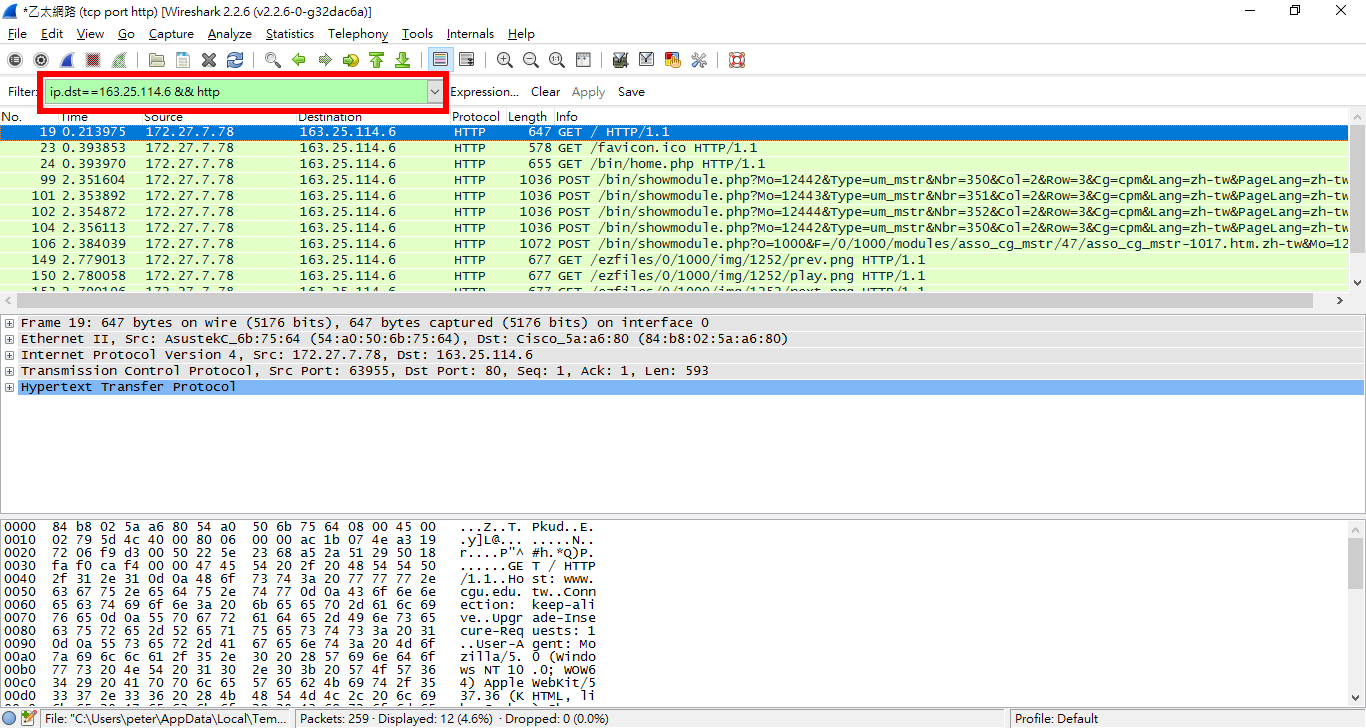 *乙太網路 (tcp port http) [Wireshark 2.2.6 (v2.2.6-0-g32dac6a)]
File Edit View Go Capture Analyze Statistics Telephony Tools Internals Help
Filter: ip.dst==163.25.114.6 && http Expression... Clear Apply Save
No. Time Source Destination Protocol Length Info
19 0.213975 172.27.7.78 163.25.114.6 HTTP 647 GET / HTTP/1.1
23 0.393853 172.27.7.78 163.25.114.6 HTTP 578 GET /favicon.ico HTTP/1.1
24 0.393970 172.27.7.78 163.25.114.6 HTTP 655 GET /bin/home.php HTTP/1.1
99 2.351604 172.27.7.78 163.25.114.6 HTTP 1036 POST /bin/showmodule.php?Mo=12442&Type=um_mstr&Nbr=350&Col=2&Row=3&Cg=cpm&Lang=zh-tw&PageLang=zh-tw
101 2.353892 172.27.7.78 163.25.114.6 HTTP 1036 POST /bin/showmodule.php?Mo=12443&Type=um_mstr&Nbr=351&Col=2&Row=3&Cg=cpm&Lang=zh-tw&PageLang=zh-tw
102 2.354872 172.27.7.78 163.25.114.6 HTTP 1036 POST /bin/showmodule.php?Mo=12444&Type=um_mstr&Nbr=352&Col=2&Row=3&Cg=cpm&Lang=zh-tw&PageLang=zh-tw
104 2.356113 172.27.7.78 163.25.114.6 HTTP 1036 POST /bin/showmodule.php?Mo=12442&Type=um_mstr&Nbr=350&Col=2&Row=3&Cg=cpm&Lang=zh-tw&PageLang=zh-tw
106 2.384039 172.27.7.78 163.25.114.6 HTTP 1072 POST /bin/showmodule.php?O=1000&F=/0/1000/modules/asso_cg_mstr/47/asso_cg_mstr-1017.htm.zh-tw&Mo=12
149 2.779013 172.27.7.78 163.25.114.6 HTTP 677 GET /ezfiles/0/1000/img/1252/prev.png HTTP/1.1
150 2.780058 172.27.7.78 163.25.114.6 HTTP 677 GET /ezfiles/0/1000/img/1252/play.png HTTP/1.1
172.27.7.78 163.25.114.6 HTTP 677 GET /ezfiles/0/1000/img/1252/next.png HTTP/1.1
Frame 19: 647 bytes on wire (5176 bits), 647 bytes captured (5176 bits) on interface 0
Ethernet II, Src: AsustekC_6b:75:64 (54:a0:50:6b:75:64), Dst: Cisco_5a:a6:80 (84:b8:02:5a:a6:80)
Internet Protocol Version 4, Src: 172.27.7.78, Dst: 163.25.114.6
Transmission Control Protocol, Src Port: 63955, Dst Port: 80, Seq: 1, Ack: 1, Len: 593
Hypertext Transfer Protocol
0000 84 b8 02 5a a6 80 54 a0 50 6b 75 64 08 00 45 00 ...Z..T. Pkud..E.
0010 02 79 5d 4c 40 00 80 06 00 00 ac 1b 07 4e a3 19 .y]L@... .....N..
0020 72 06 f9 d3 00 50 22 5e 23 68 a5 2a 51 29 50 18 r....P"^ #h.*Q)P.
0030 fa f0 ca f4 00 00 47 45 54 20 2f 20 48 54 54 50 ......GE T / HTTP
0040 2f 31 2e 31 0d 0a 48 6f 73 74 3a 20 77 77 77 2e /1.1..Ho st: www.
0050 63 67 75 2e 65 64 75 2e 74 77 0d 0a 43 6f 6e 6e cgu.edu. tw..Conn
0060 65 63 74 69 6f 6e 3a 20 6b 65 65 70 2d 61 6c 69 ection: keep-ali
0070 76 65 0d 0a 55 70 67 72 61 64 65 2d 49 6e 73 65 ve..Upgr ade-Inse
0080 63 75 72 65 2d 52 65 71 75 65 73 74 73 3a 20 31 cure-Req uests: 1
0090 0d 0a 55 73 65 72 2d 41 67 65 6e 74 3a 20 4d 6f ..User-A gent: Mo
00a0 7a 69 6c 6c 61 2f 35 2e 30 20 28 57 69 6e 64 6f zilla/5. 0 (Windo
00b0 77 73 20 4e 54 20 31 30 2e 30 3b 20 57 4f 57 36 ws NT 10 .0; WOW6
00c0 34 29 20 41 70 70 6c 65 57 65 62 4b 69 74 2f 35 4) Apple WebKit/5
00d0 33 37 2e 33 36 20 28 4b 48 54 4d 4c 2c 20 6c 69 37.36 (K HTML, li
File: "C:\Users\peter\AppData\Local\Tem... Packets: 259 · Displayed: 12 (4.6%) · Dropped: 0 (0.0%) Profile: Default